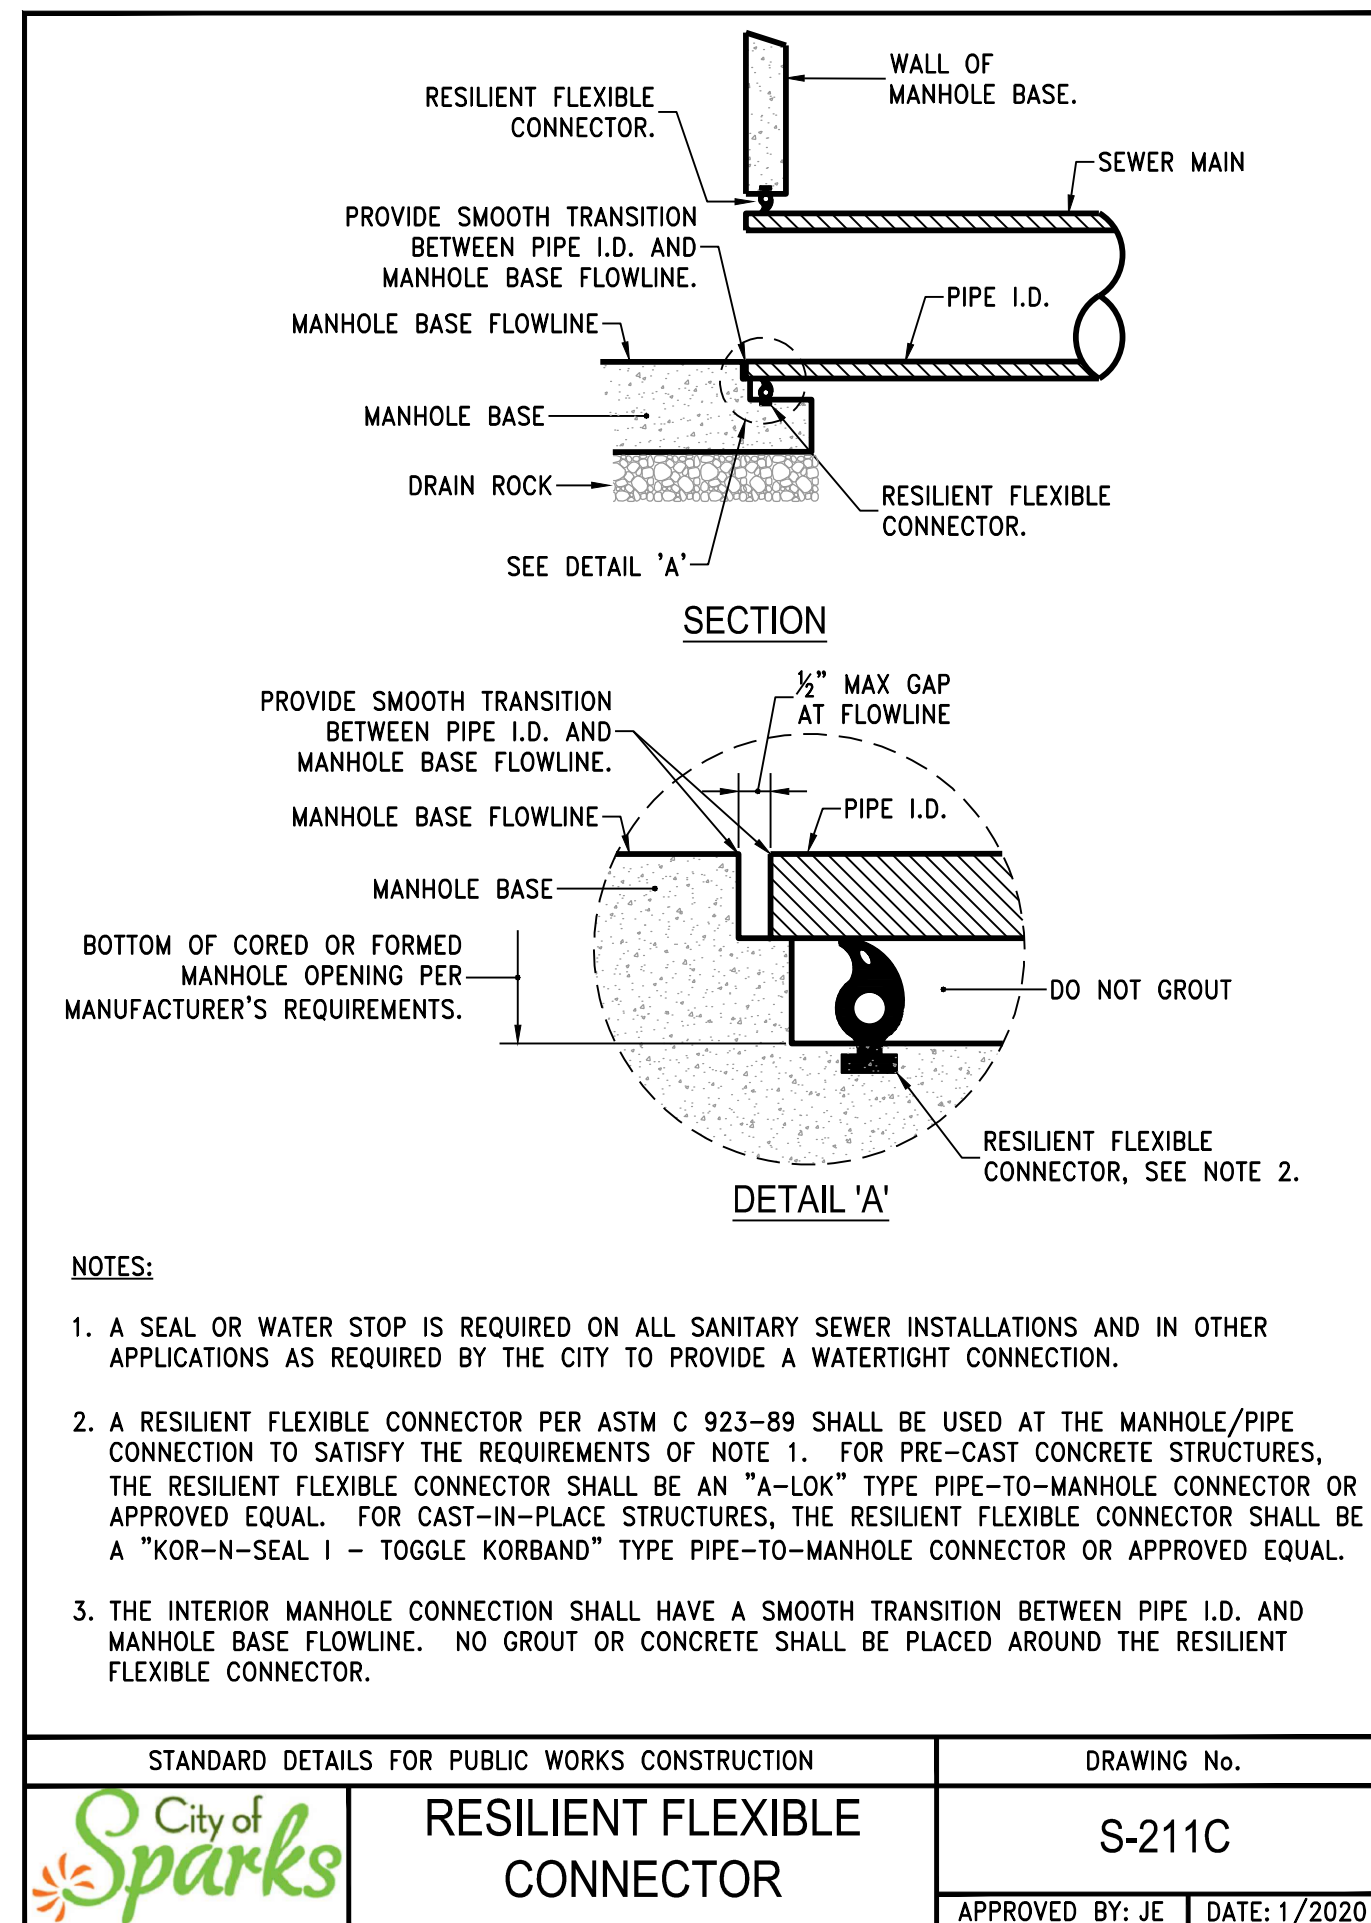 WALL OF
MANHOLE BASE.
RESILIENT FLEXIBLE
CONNECTOR.
SEWER MAIN
PROVIDE SMOOTH TRANSITION
BETWEEN PIPE I.D. AND
MANHOLE BASE FLOWLINE.
PIPE I.D.
MANHOLE BASE FLOWLINE
MANHOLE BASE
DRAIN ROCK
RESILIENT FLEXIBLE
CONNECTOR.
SEE DETAIL 'A'
SECTION
½" MAX GAP
AT FLOWLINE
PROVIDE SMOOTH TRANSITION
BETWEEN PIPE I.D. AND
MANHOLE BASE FLOWLINE.
MANHOLE BASE FLOWLINE
PIPE I.D.
MANHOLE BASE
BOTTOM OF CORED OR FORMED
MANHOLE OPENING PER
MANUFACTURER'S REQUIREMENTS.
DO NOT GROUT
RESILIENT FLEXIBLE
CONNECTOR, SEE NOTE 2.
DETAIL 'A'
NOTES:
1. A SEAL OR WATER STOP IS REQUIRED ON ALL SANITARY SEWER INSTALLATIONS AND IN OTHER
APPLICATIONS AS REQUIRED BY THE CITY TO PROVIDE A WATERTIGHT CONNECTION.
2. A RESILIENT FLEXIBLE CONNECTOR PER ASTM C 923-89 SHALL BE USED AT THE MANHOLE/PIPE
CONNECTION TO SATISFY THE REQUIREMENTS OF NOTE 1. FOR PRE-CAST CONCRETE STRUCTURES,
THE RESILIENT FLEXIBLE CONNECTOR SHALL BE AN "A-LOK" TYPE PIPE-TO-MANHOLE CONNECTOR OR
APPROVED EQUAL. FOR CAST-IN-PLACE STRUCTURES, THE RESILIENT FLEXIBLE CONNECTOR SHALL BE
A "KOR-N-SEAL I - TOGGLE KORBAND" TYPE PIPE-TO-MANHOLE CONNECTOR OR APPROVED EQUAL.
3. THE INTERIOR MANHOLE CONNECTION SHALL HAVE A SMOOTH TRANSITION BETWEEN PIPE I.D. AND
MANHOLE BASE FLOWLINE. NO GROUT OR CONCRETE SHALL BE PLACED AROUND THE RESILIENT
FLEXIBLE CONNECTOR.
STANDARD DETAILS FOR PUBLIC WORKS CONSTRUCTION
DRAWING No.
City of
Sparks
RESILIENT FLEXIBLE
CONNECTOR
S-211C
APPROVED BY: JE
DATE: 1/2020